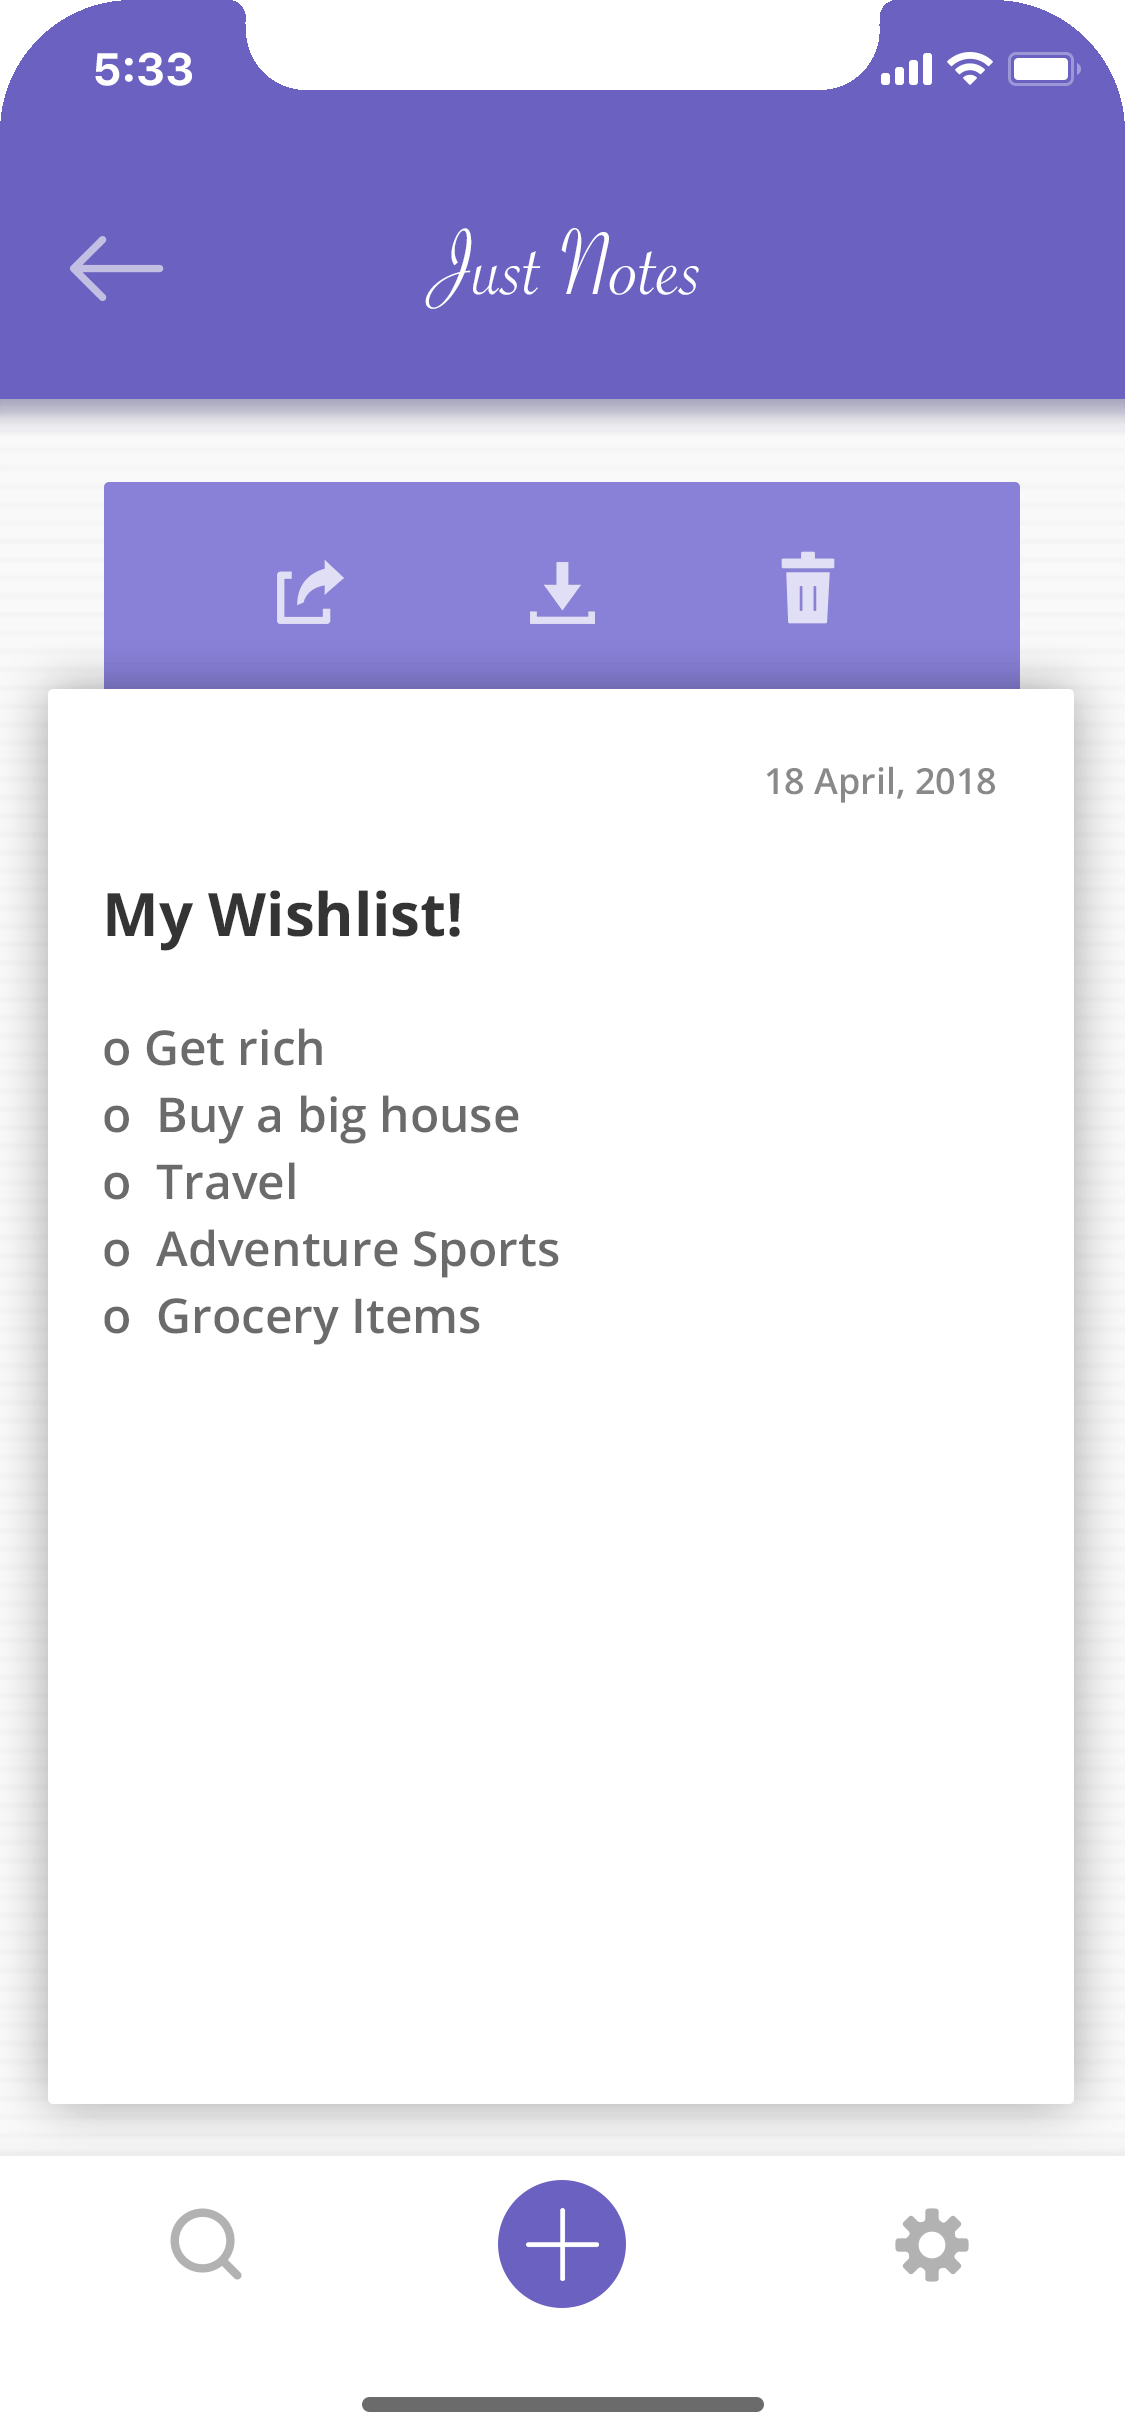 5:33
Just Notes
18 April, 2018
My Wishlist!
o Get rich
o  Buy a big house
o  Travel
o  Adventure Sports
o  Grocery Items